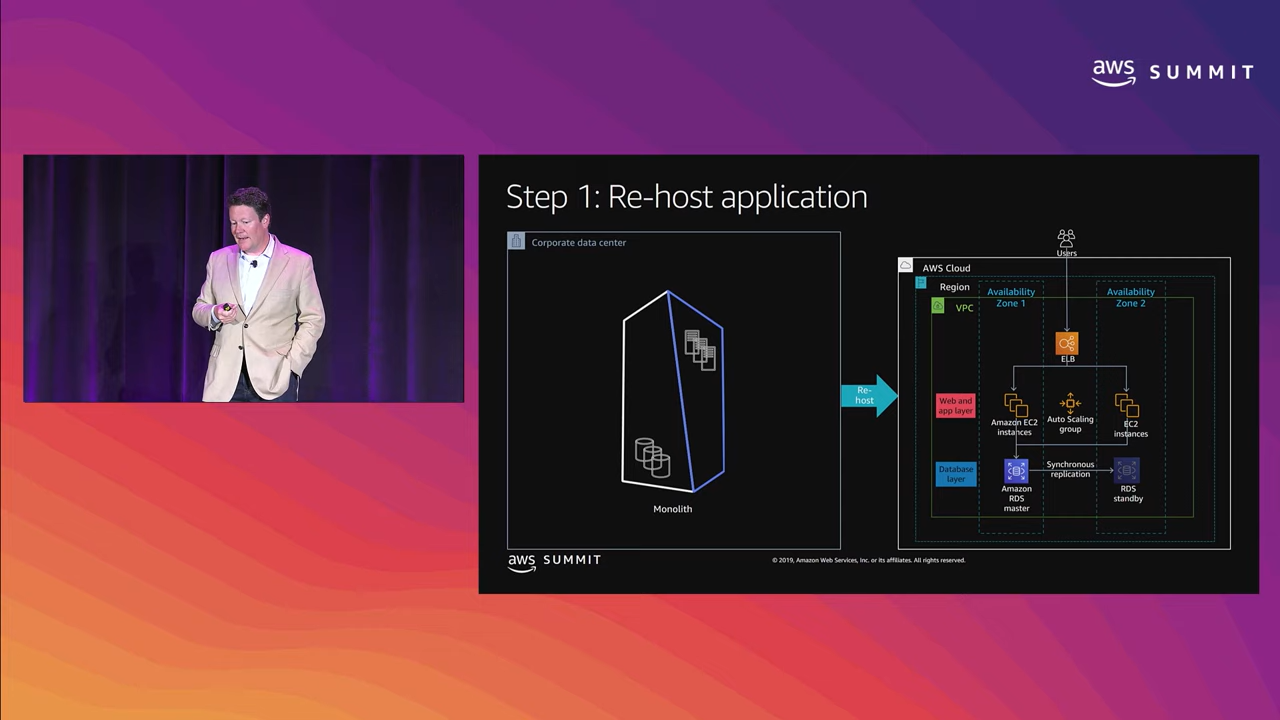 aws SUMMIT
Step 1: Re-host application
Corporate data center
Monolith
Re-
host
Users
AWS Cloud
Region
VPC
Availability
Zone 1
Availability
Zone 2
ELB
Web and
app layer
Amazon EC2
instances
Auto Scaling
group
EC2
instances
Database
layer
Amazon
RDS
master
Synchronous
replication
RDS
standby
aws SUMMIT
© 2019, Amazon Web Services, Inc. or its affiliates. All rights reserved.